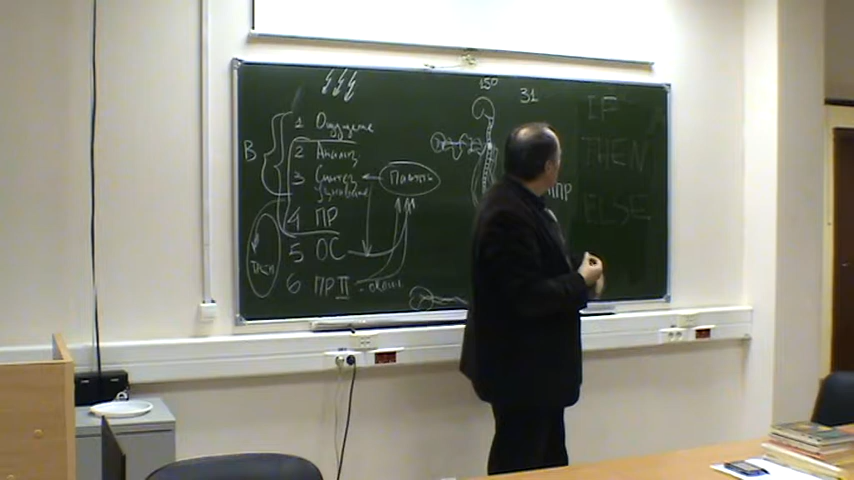 150
31
1 Ощущение
2 Анализ
3 Синтез
В
Память
4 ПР
5 ОС
6 ПР II
IF
THEN
ELSE